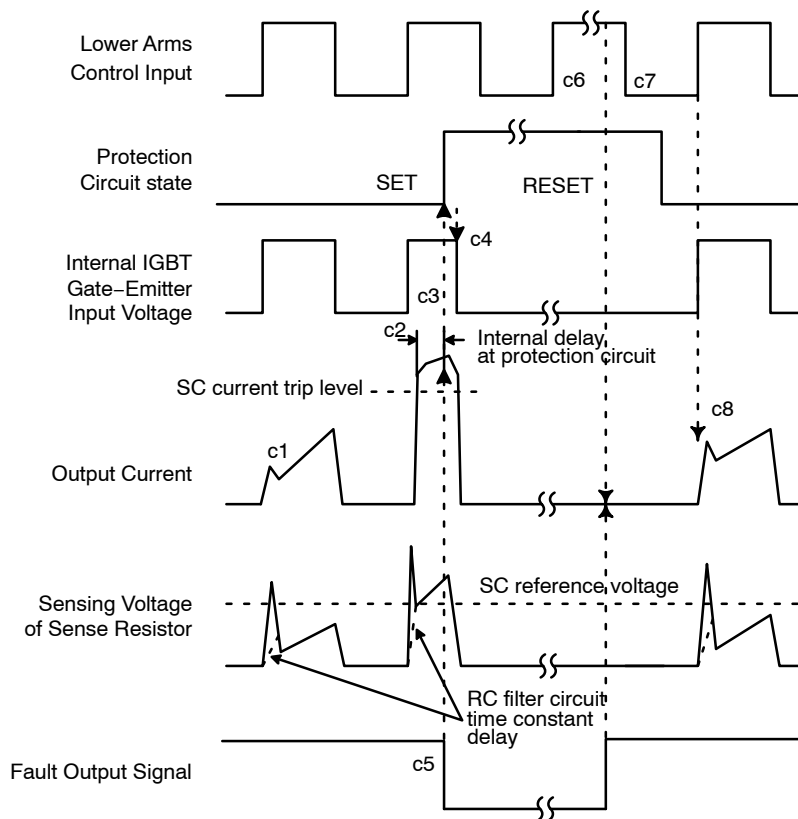 Lower Arms
Control Input
c6
c7
Protection
Circuit state
SET
RESET
c4
Internal IGBT
Gate−Emitter
Input Voltage
c3
c2
Internal delay
at protection circuit
SC current trip level
c8
c1
Output Current
SC reference voltage
Sensing Voltage
of Sense Resistor
RC filter circuit
time constant
delay
Fault Output Signal
c5